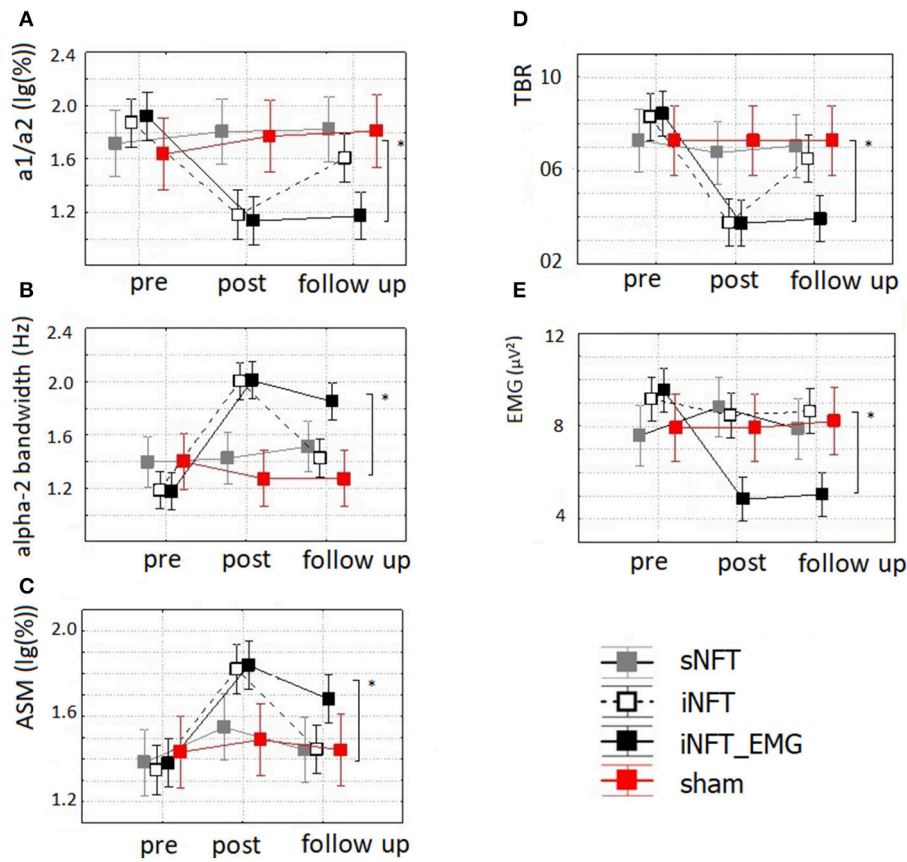 A
a1/a2 (lg(%))
2.4
2.0
1.6
1.2
*
pre post follow up
B
alpha-2 bandwidth (Hz)
2.4
2.0
1.6
1.2
*
pre post follow up
C
ASM (lg(%))
2.0
1.6
1.2
*
pre post follow up
D
TBR
10
06
02
*
pre post follow up
E
EMG (µV²)
12
8
4
*
pre post follow up
sNFT
iNFT
iNFT_EMG
sham